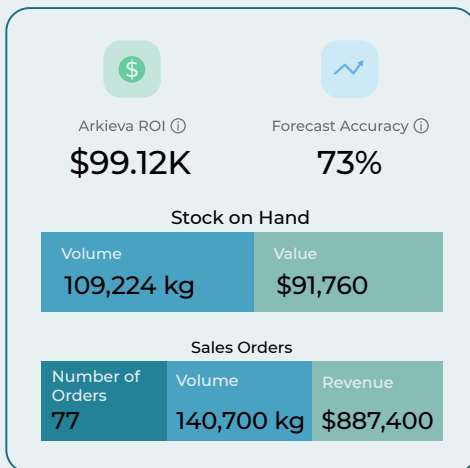 $
Arkieva ROI ⓘ
Forecast Accuracy ⓘ
$99.12K
73%
Stock on Hand
Volume
Value
109,224 kg
$91,760
Sales Orders
Number of
Orders
77
Volume
140,700 kg
Revenue
$887,400